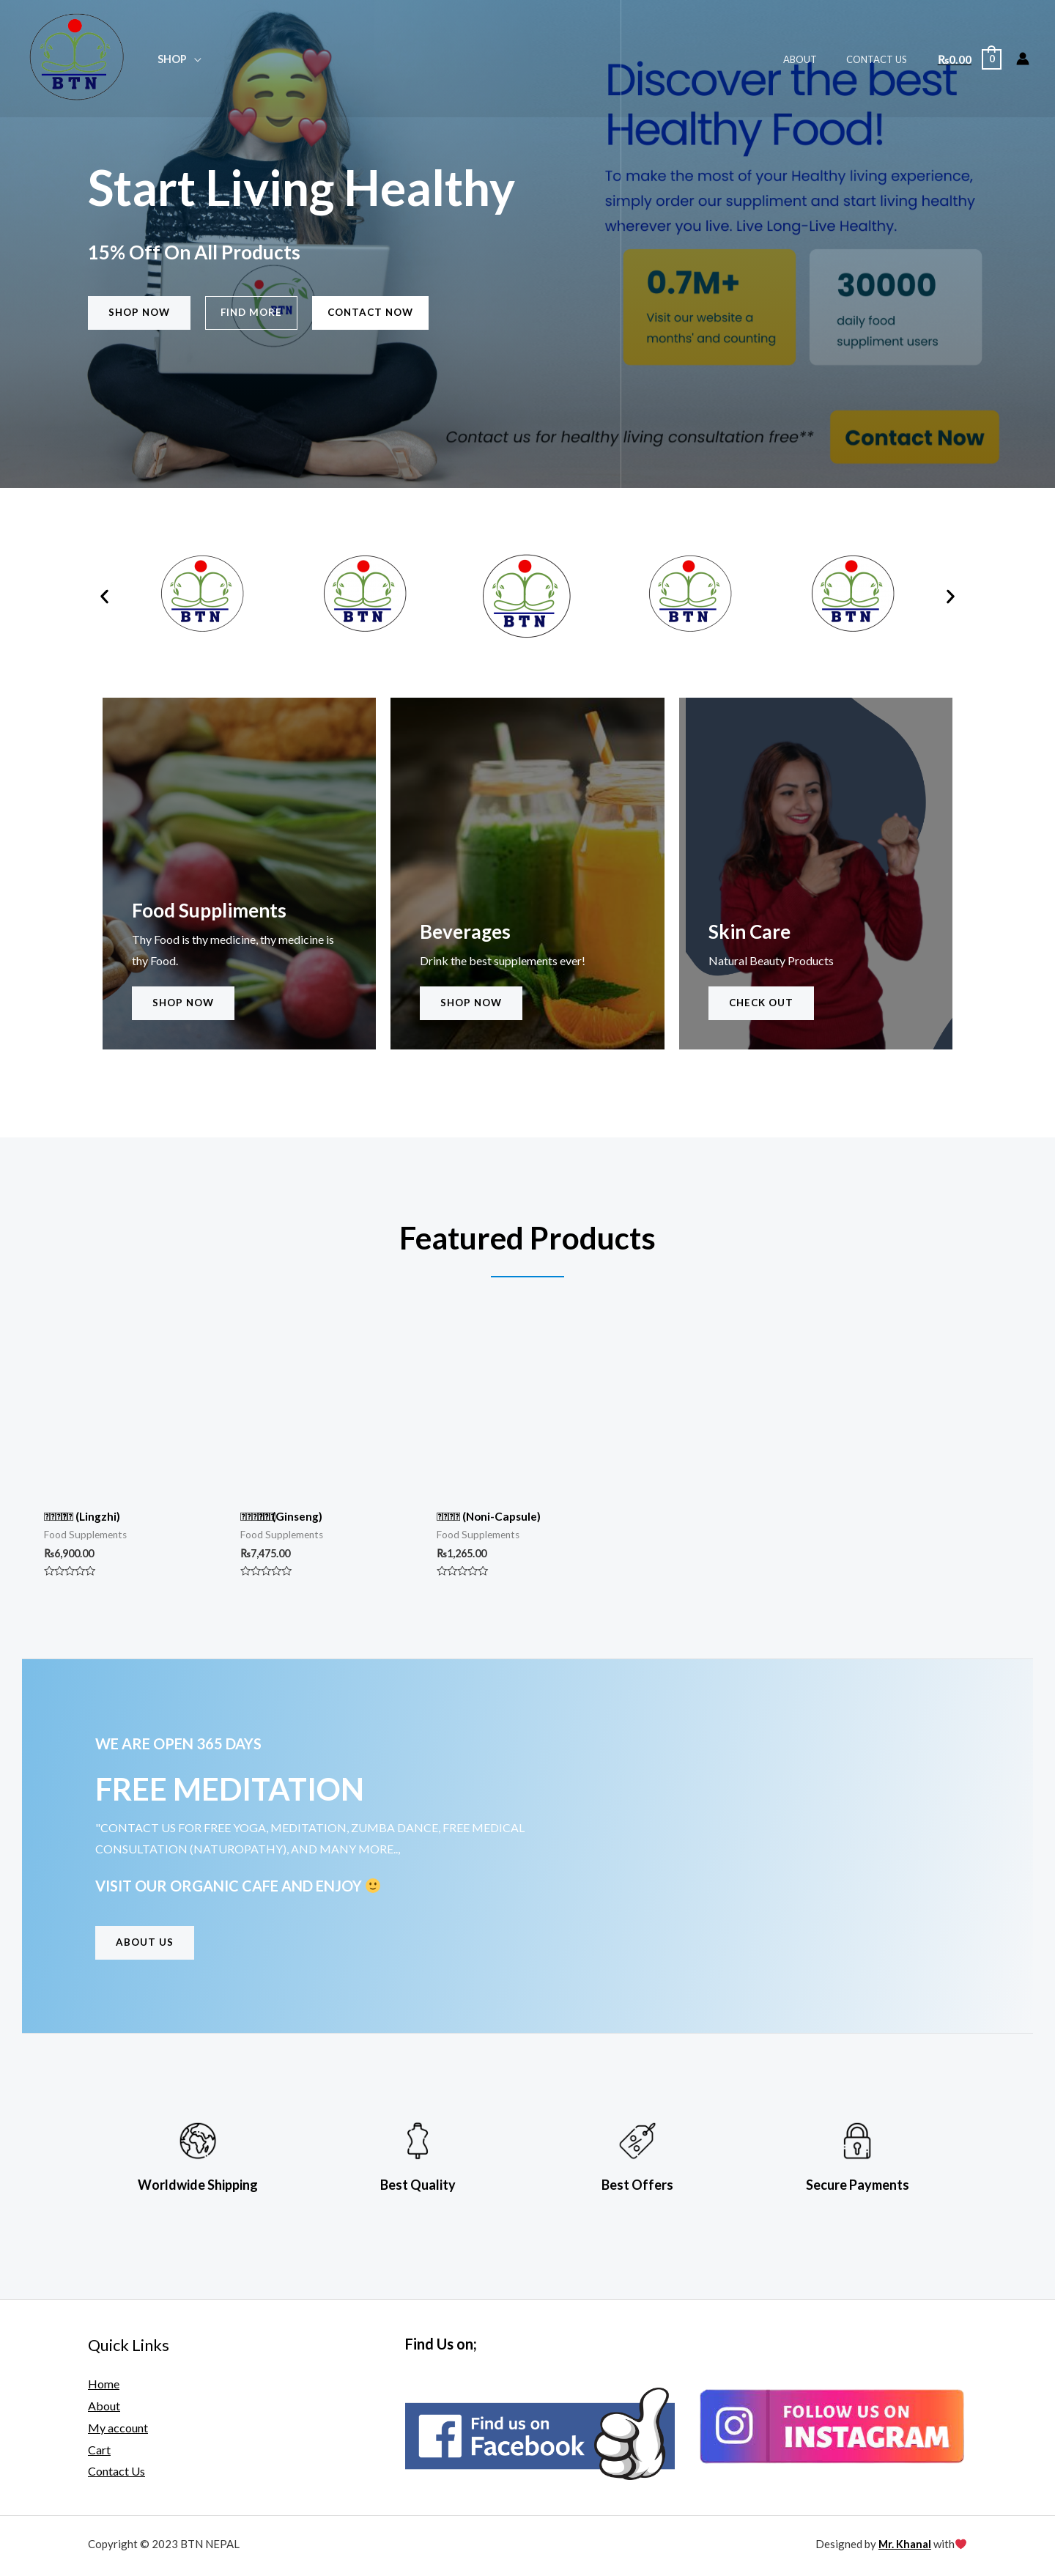 BTN
SHOP
ABOUT
CONTACT US
₨0.00
0
Start Living Healthy
15% Off On All Products
SHOP NOW
FIND MORE
CONTACT NOW
BTN
Discover the best
Healthy Food!
To make the most of your Healthy living experience,
simply order our suppliment and start living healthy
wherever you live. Live Long-Live Healthy.
0.7M+
Visit our website a
months' and counting
30000
daily food
suppliment users
Contact us for healthy living consultation free**
Contact Now
BTN
BTN
BTN
BTN
BTN
Food Suppliments
Thy Food is thy medicine, thy medicine is
thy Food.
SHOP NOW
Beverages
Drink the best supplements ever!
SHOP NOW
Skin Care
Natural Beauty Products
CHECK OUT
Featured Products
(Lingzhi)
Food Supplements
₨6,900.00
(Ginseng)
Food Supplements
₨7,475.00
(Noni-Capsule)
Food Supplements
₨1,265.00
WE ARE OPEN 365 DAYS
FREE MEDITATION
"CONTACT US FOR FREE YOGA, MEDITATION, ZUMBA DANCE, FREE MEDICAL
CONSULTATION (NATUROPATHY), AND MANY MORE..,
VISIT OUR ORGANIC CAFE AND ENJOY 🙂
ABOUT US
Worldwide Shipping
Best Quality
Best Offers
Secure Payments
Quick Links
Home
About
My account
Cart
Contact Us
Find Us on;
Find us on
Facebook
FOLLOW US ON
INSTAGRAM
Copyright © 2023 BTN NEPAL
Designed by Mr. Khanal with❤️